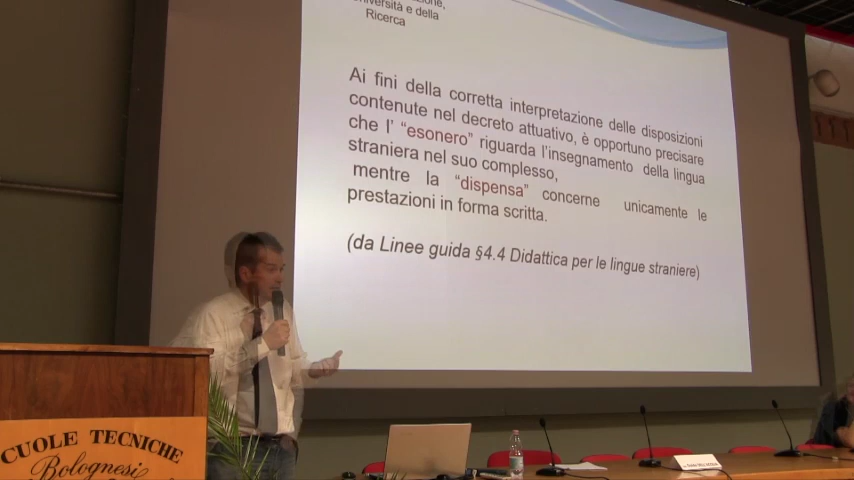 Università e della
Ricerca
Ai fini della corretta interpretazione delle disposizioni
contenute nel decreto attuativo, è opportuno precisare
che l' “esonero” riguarda l'insegnamento della lingua
straniera nel suo complesso,
mentre la “dispensa” concerne unicamente le
prestazioni in forma scritta.
(da Linee guida §4.4 Didattica per le lingue straniere)
CUOLE TECNICHE
Bolognesi